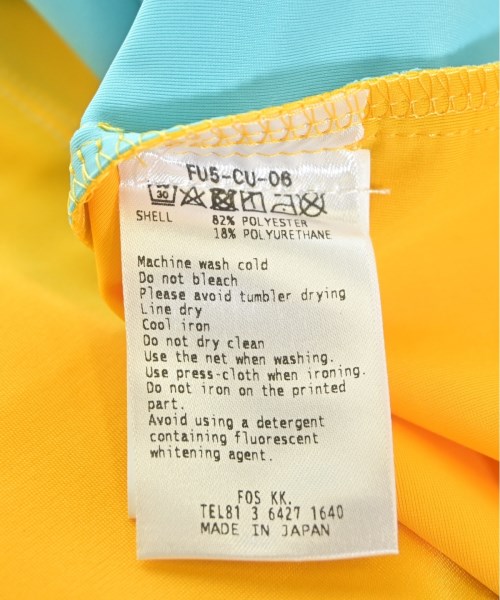 FU5-CU-06
30
SHELL 82% POLYESTER
18% POLYURETHANE
Machine wash cold
Do not bleach
Please avoid tumbler drying
Line dry
Cool iron
Do not dry clean
Use the net when washing.
Use press-cloth when ironing.
Do not iron on the printed
part.
Avoid using a detergent
containing fluorescent
whitening agent.
FOS KK.
TEL81 3 6427 1640
MADE IN JAPAN